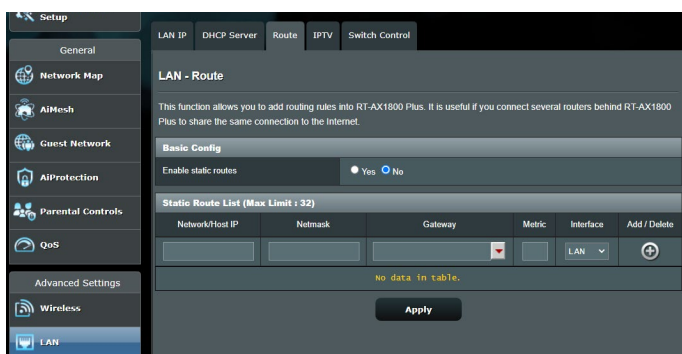 Setup
General
Network Map
AiMesh
Guest Network
AiProtection
Parental Controls
QoS
Advanced Settings
Wireless
LAN
LAN IP DHCP Server Route IPTV Switch Control
LAN - Route
This function allows you to add routing rules into RT-AX1800 Plus. It is useful if you connect several routers behind RT-AX1800
Plus to share the same connection to the Internet.
Basic Config
Enable static routes Yes No
Static Route List (Max Limit : 32)
Network/Host IP Netmask Gateway Metric Interface Add / Delete
LAN
No data in table.
Apply